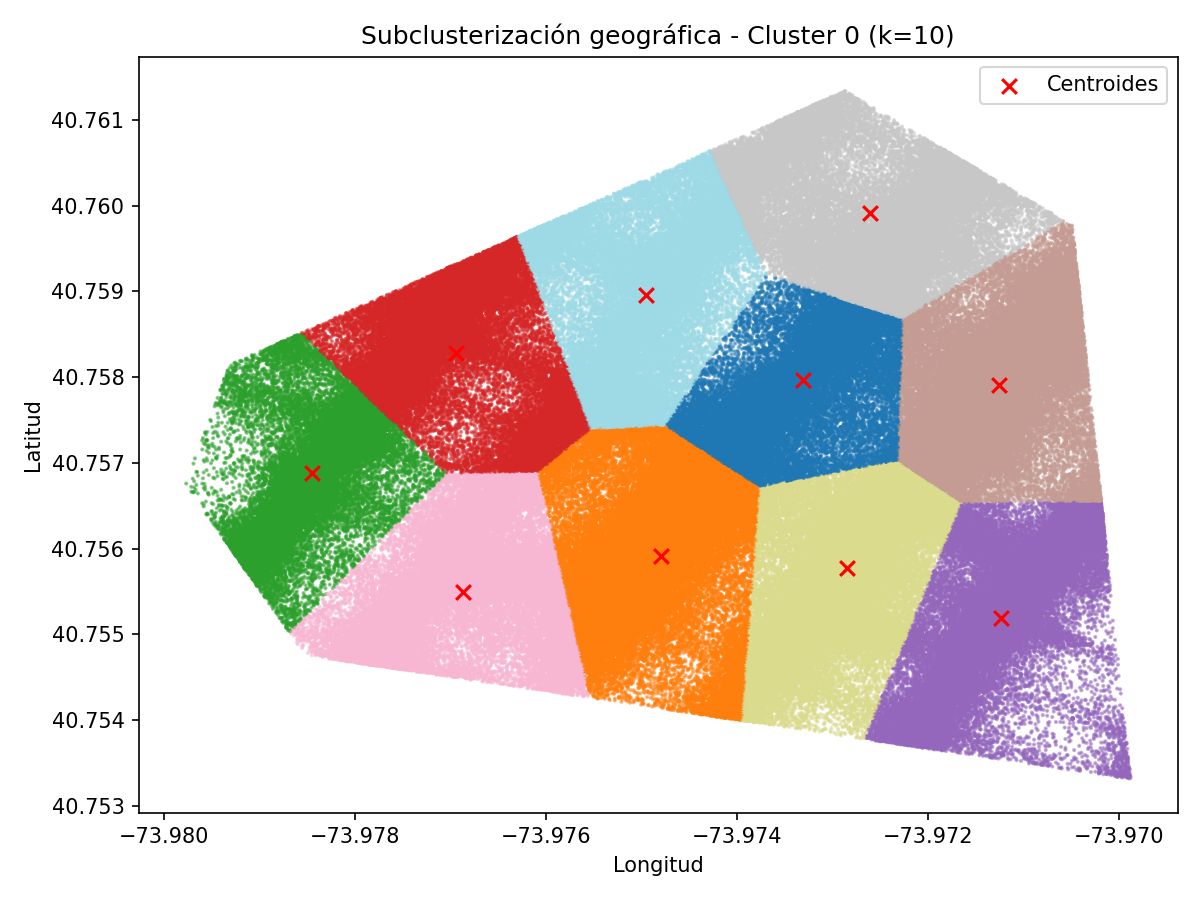 Subclusterización geográfica - Cluster 0 (k=10)
Centroides
40.761
40.760
40.759
40.758
40.757
40.756
40.755
40.754
40.753
Latitud
−73.980 −73.978 −73.976 −73.974 −73.972 −73.970
Longitud